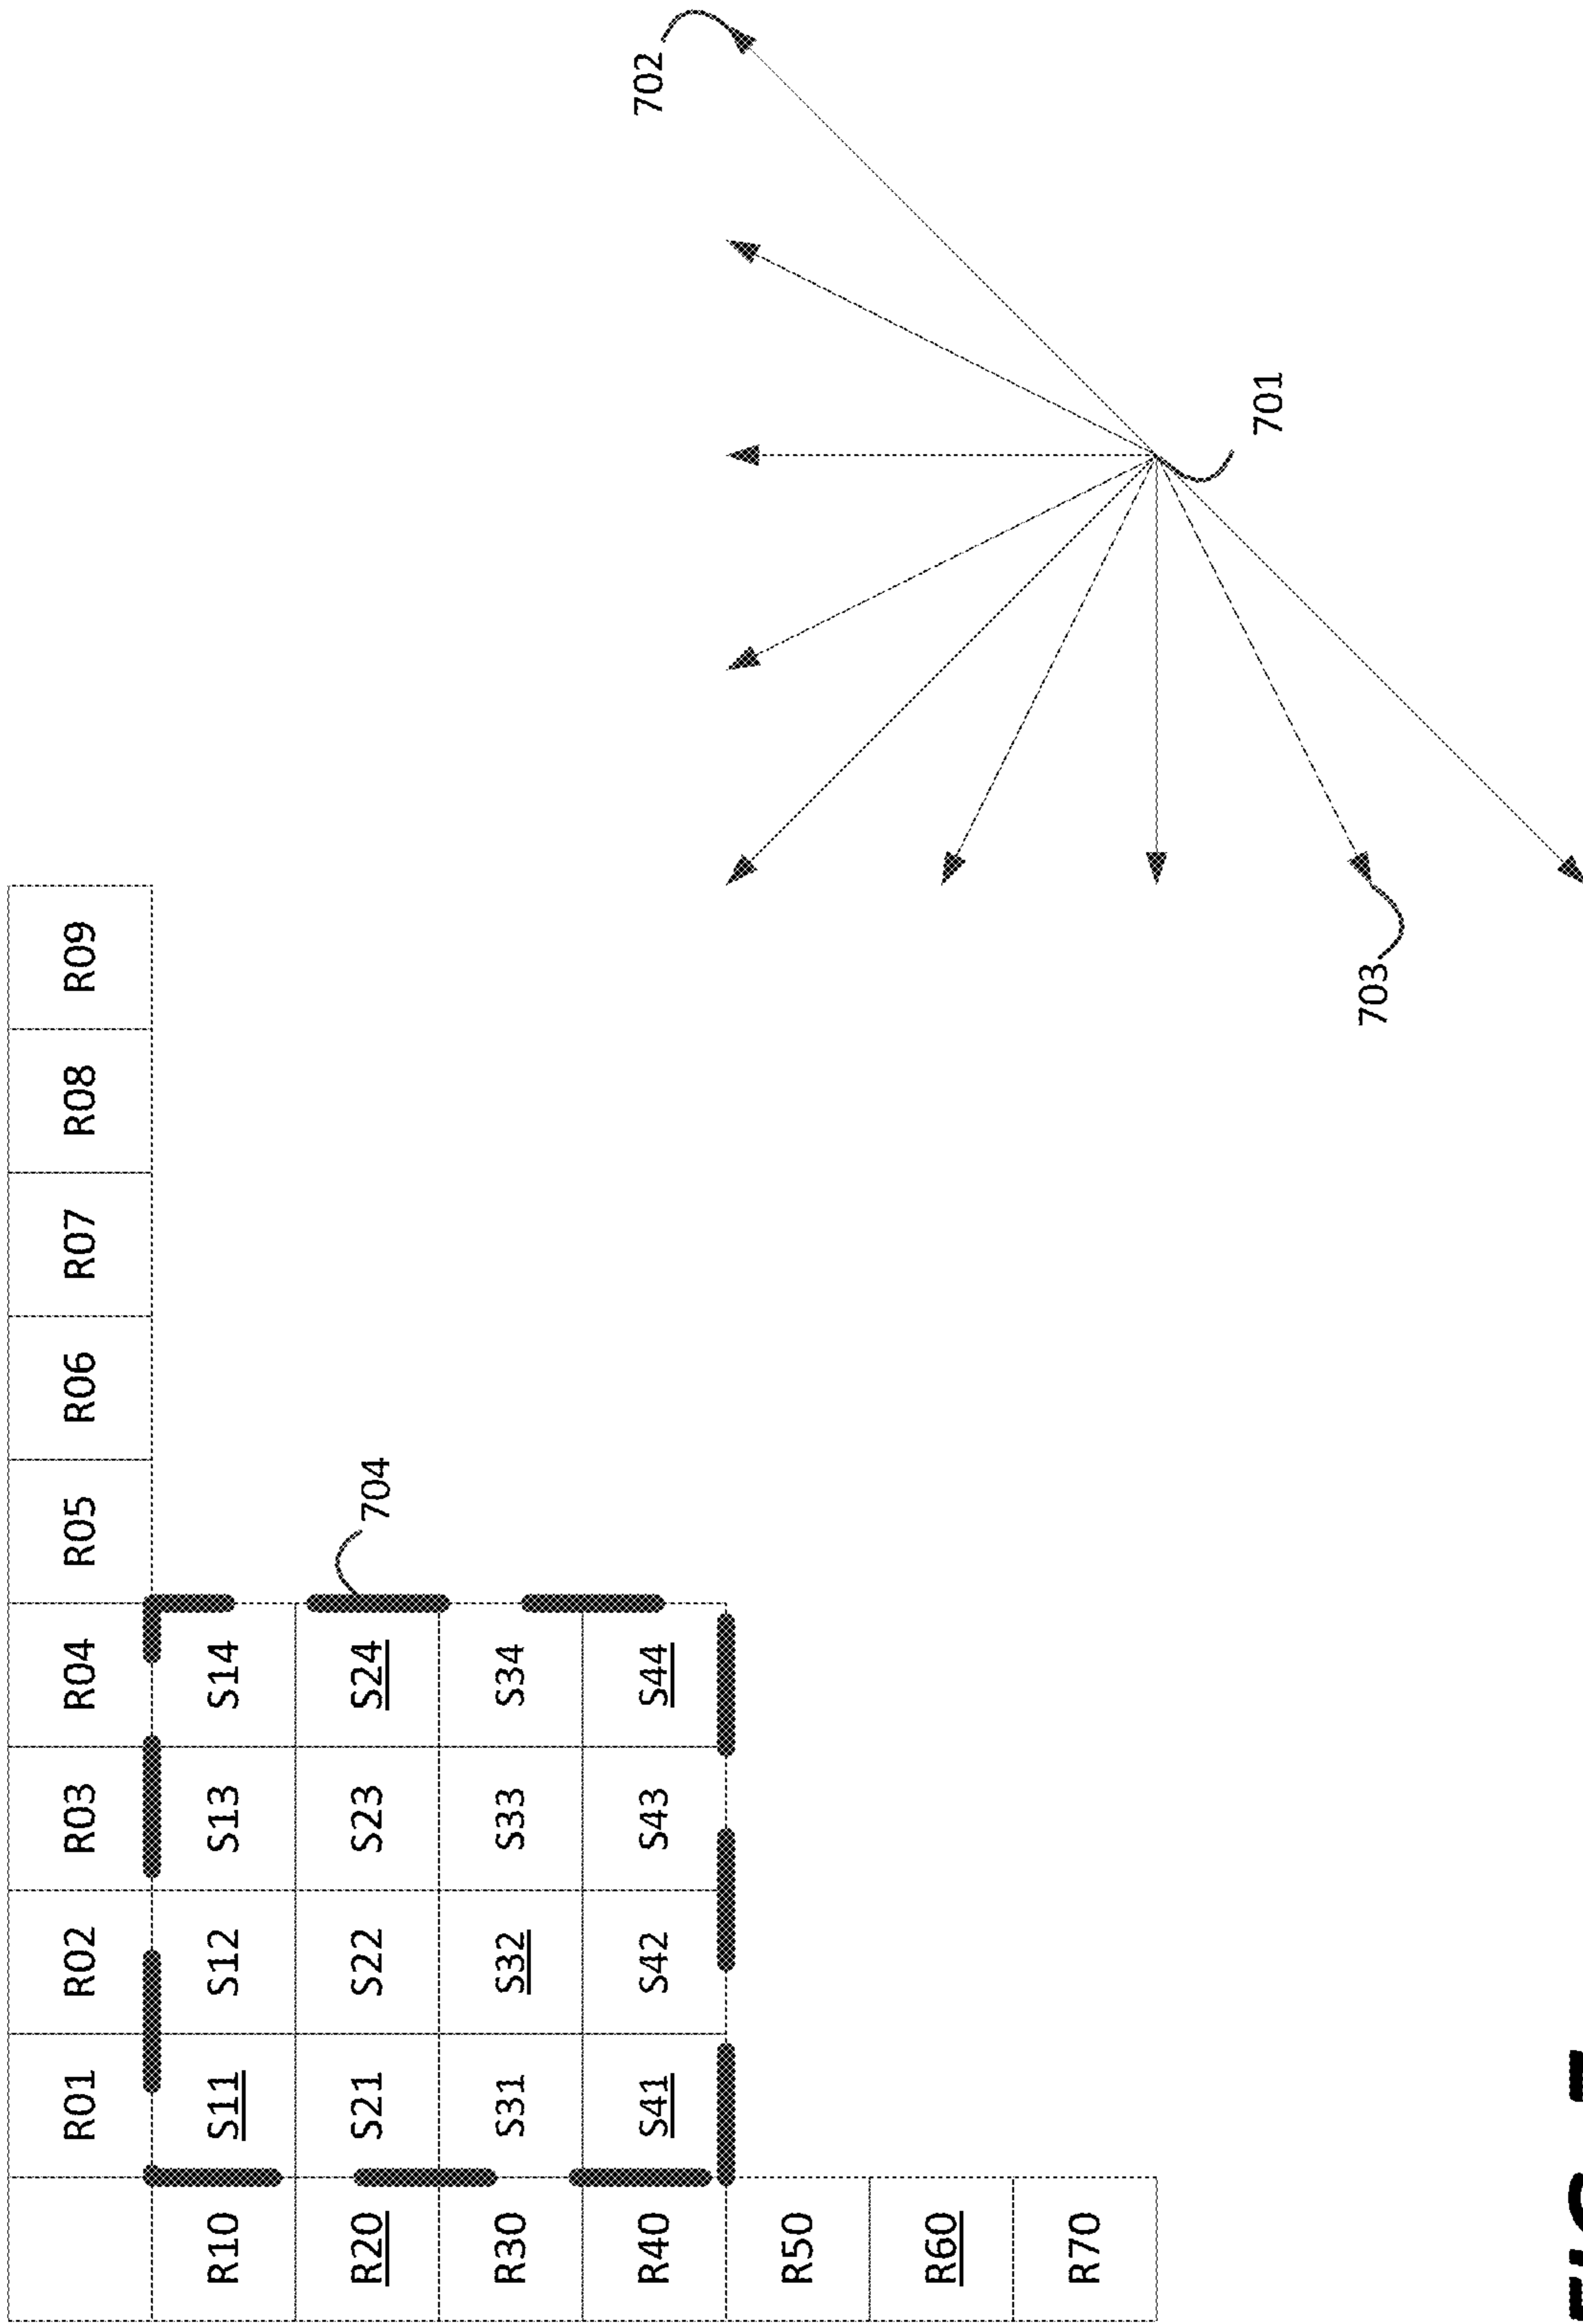 R01 R02 R03 R04 R05 R06 R07 R08 R09
R10 S11 S12 S13 S14
R20 S21 S22 S23 S24
704
R30 S31 S32 S33 S34
R40 S41 S42 S43 S44
702
R50
R60
R70
701
703